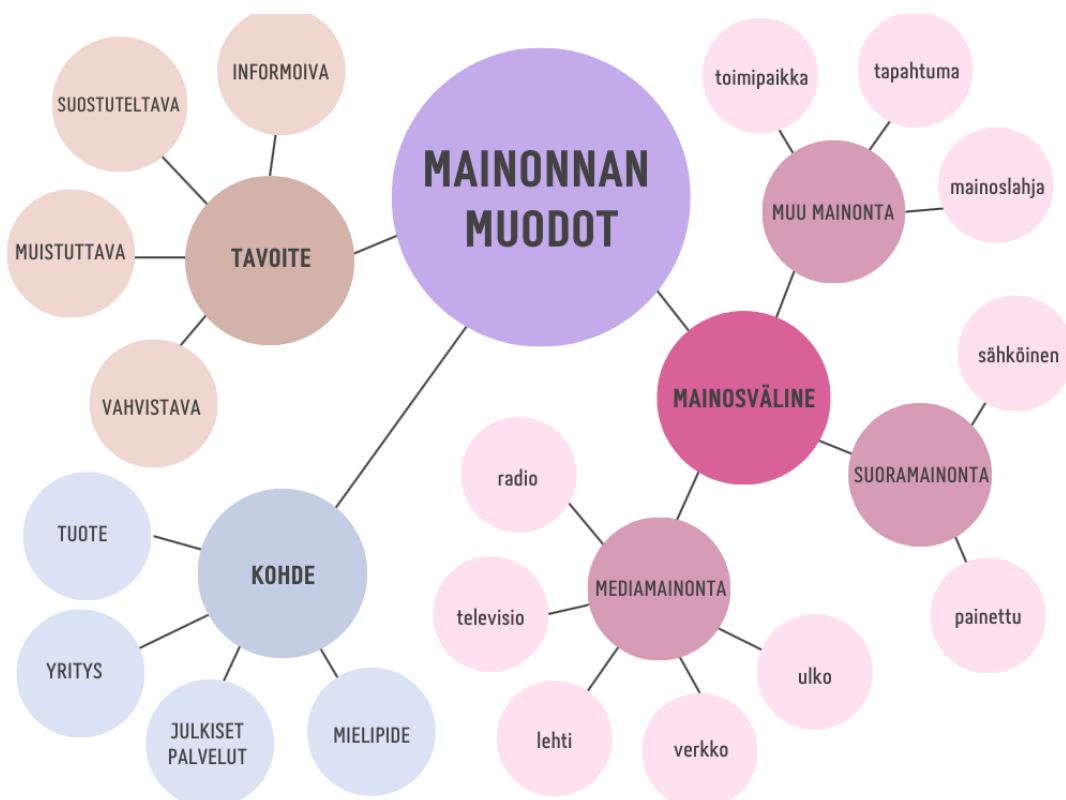 MAINONNAN
MUODOT
TAVOITE
INFORMOIVA
SUOSTUTELTAVA
MUISTUTTAVA
VAHVISTAVA
KOHDE
TUOTE
YRITYS
JULKISET
PALVELUT
MIELIPIDE
MAINOSVÄLINE
MUU MAINONTA
toimipaikka
tapahtuma
mainoslahja
SUORAMAINONTA
sähköinen
painettu
MEDIAMAINONTA
radio
televisio
lehti
verkko
ulko